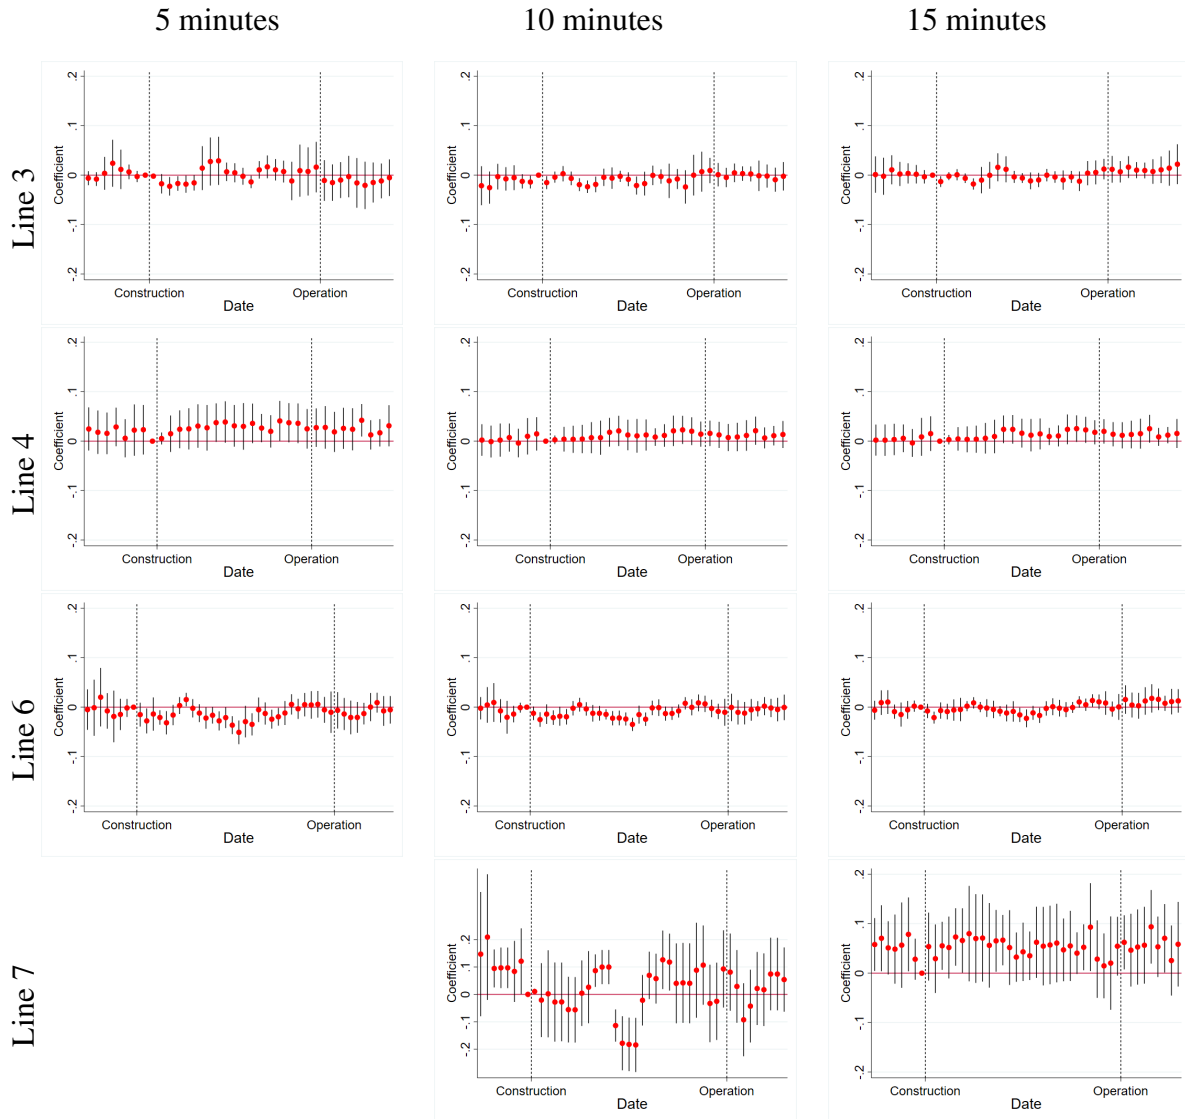 5 minutes 10 minutes 15 minutes
Line 3
Coefficient
.2
.1
0
-.1
-.2
Construction Operation
Date
Coefficient
.2
.1
0
-.1
-.2
Construction Operation
Date
Coefficient
.2
.1
0
-.1
-.2
Construction Operation
Date
Line 4
Coefficient
.2
.1
0
-.1
-.2
Construction Operation
Date
Coefficient
.2
.1
0
-.1
-.2
Construction Operation
Date
Coefficient
.2
.1
0
-.1
-.2
Construction Operation
Date
Line 6
Coefficient
.2
.1
0
-.1
-.2
Construction Operation
Date
Coefficient
.2
.1
0
-.1
-.2
Construction Operation
Date
Coefficient
.2
.1
0
-.1
-.2
Construction Operation
Date
Line 7
Coefficient
.2
.1
0
-.1
-.2
Construction Operation
Date
Coefficient
.2
.1
0
-.1
-.2
Construction Operation
Date